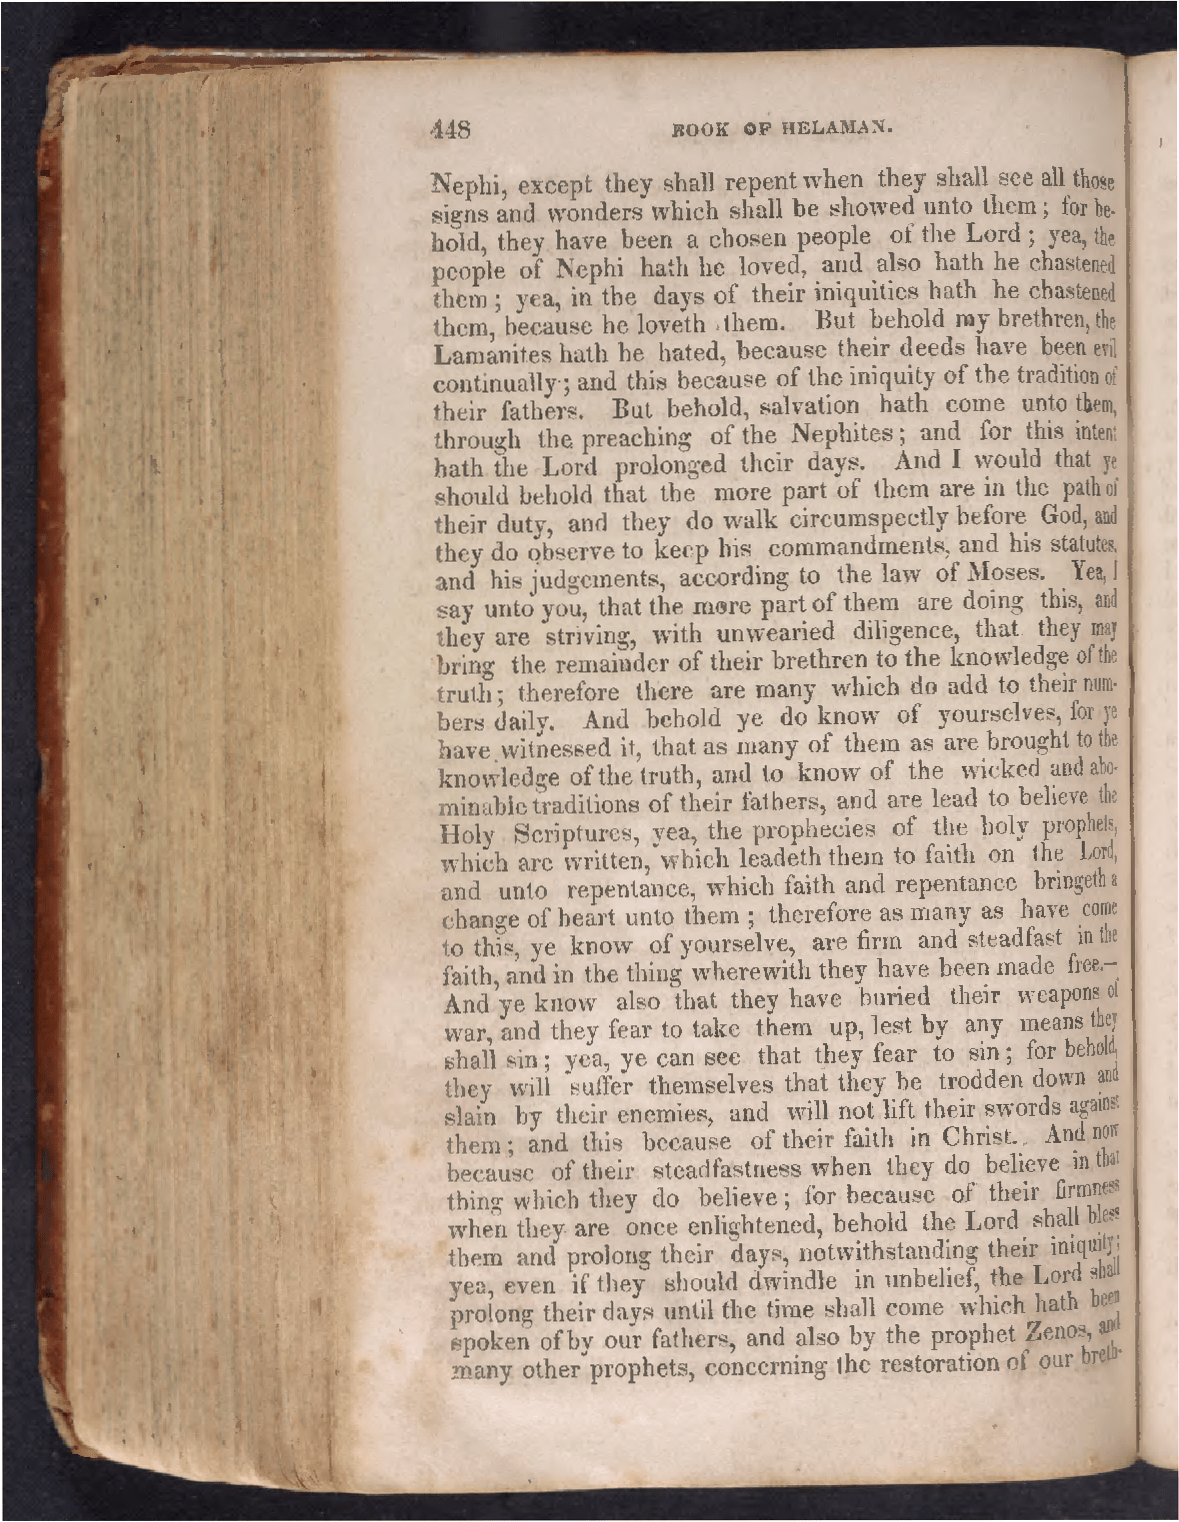 448 BOOK OF HELAMAN.
Nephi, except they shall repent when they shall see all those
signs and wonders which shall be showed unto them; for be-
hold, they have been a chosen people of the Lord; yea, the
people of Nephi hath he loved, and also hath he chastened
them; yea, in the days of their iniquities hath he chastened
them, because he loveth them. But behold my brethren, the
Lamanites hath he hated, because their deeds have been evil
continually; and this because of the iniquity of the tradition of
their fathers. But behold, salvation hath come unto them,
through the preaching of the Nephites; and for this intent
hath the Lord prolonged their days. And I would that ye
should behold that the more part of them are in the path of
their duty, and they do walk circumspectly before God, and
they do observe to keep his commandments, and his statutes,
and his judgements, according to the law of Moses. Yea, I
say unto you, that the more part of them are doing this, and
they are striving, with unwearied diligence, that they may
bring the remainder of their brethren to the knowledge of the
truth; therefore there are many which do add to their num-
bers daily. And behold ye do know of yourselves, for ye
have witnessed it, that as many of them as are brought to the
knowledge of the truth, and to know of the wicked and abo-
minable traditions of their fathers, and are lead to believe the
Holy Scriptures, yea, the prophecies of the holy prophets,
which are written, which leadeth them to faith on the Lord,
and unto repentance, which faith and repentance bringeth a
change of heart unto them; therefore as many as have come
to this, ye know of yourselve, are firm and steadfast in the
faith, and in the thing wherewith they have been made free.—
And ye know also that they have buried their weapons of
war, and they fear to take them up, lest by any means they
shall sin; yea, ye can see that they fear to sin; for behold,
they will suffer themselves that they be trodden down and
slain by their enemies, and will not lift their swords against
them; and this because of their faith in Christ. And now
because of their steadfastness when they do believe in that
thing which they do believe; for because of their firmness
when they are once enlightened, behold the Lord shall bless
them and prolong their days, notwithstanding their iniquity;
yea, even if they should dwindle in unbelief, the Lord shall
prolong their days until the time shall come which hath been
spoken of by our fathers, and also by the prophet Zenos, and
many other prophets, concerning the restoration of our breth-